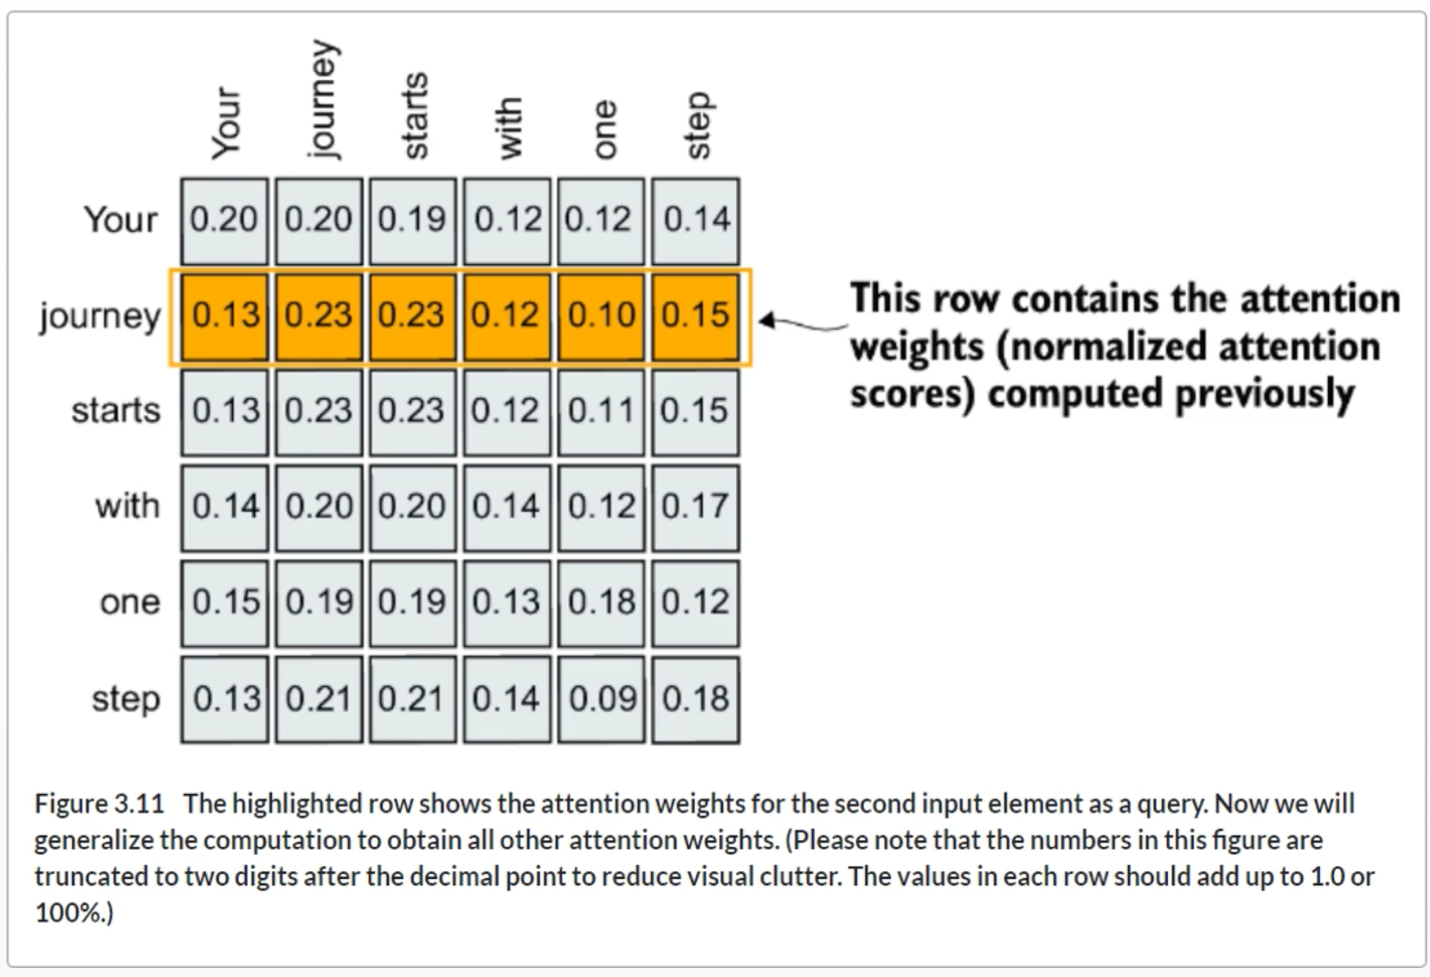 Your journey starts with one step
Your 0.20 0.20 0.19 0.12 0.12 0.14
journey 0.13 0.23 0.23 0.12 0.10 0.15
This row contains the attention
weights (normalized attention
scores) computed previously
starts 0.13 0.23 0.23 0.12 0.11 0.15
with 0.14 0.20 0.20 0.14 0.12 0.17
one 0.15 0.19 0.19 0.13 0.18 0.12
step 0.13 0.21 0.21 0.14 0.09 0.18
Figure 3.11 The highlighted row shows the attention weights for the second input element as a query. Now we will
generalize the computation to obtain all other attention weights. (Please note that the numbers in this figure are
truncated to two digits after the decimal point to reduce visual clutter. The values in each row should add up to 1.0 or
100%.)